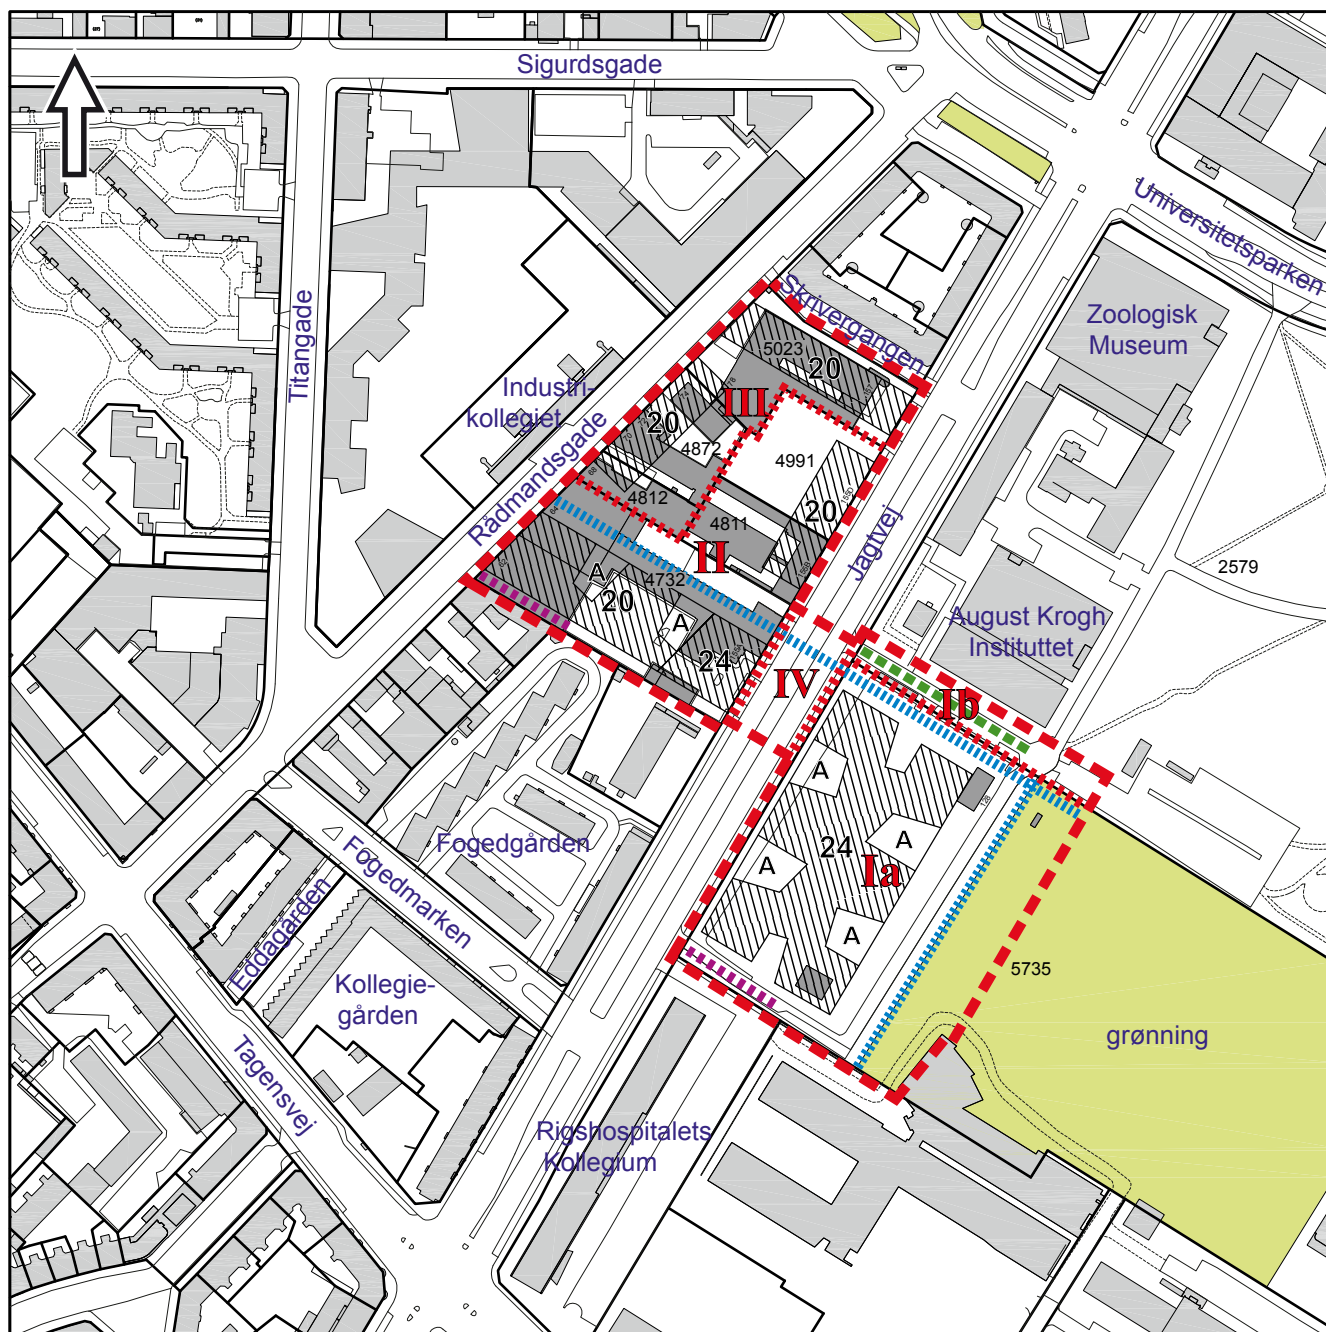 Sigurdsgade
Universitetsparken
Zoologisk
Museum
Skrivergangen
Titangade
Industri-
kollegiet
Rådmandsgade
5023
20
III
20
4872
4991
4812
4811
20
Jagtvej
II
A
4732
20
A
24
2579
August Krogh
Instituttet
IV
Ib
A
24
A
Ia
A
A
128
Fogedgården
Fogedmarken
Eddagården
Kollegie-
gården
Tagensvej
5735
grønning
Rigshospitalets
Kollegium